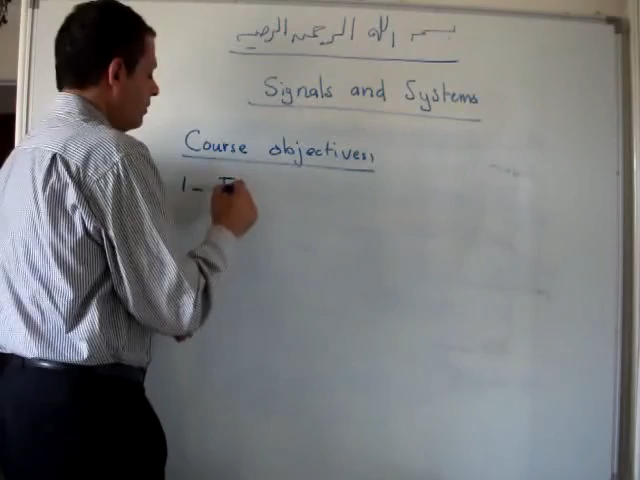 بسم الله الرحمن الرحيم
Signals and Systems
Course objectives,
1-